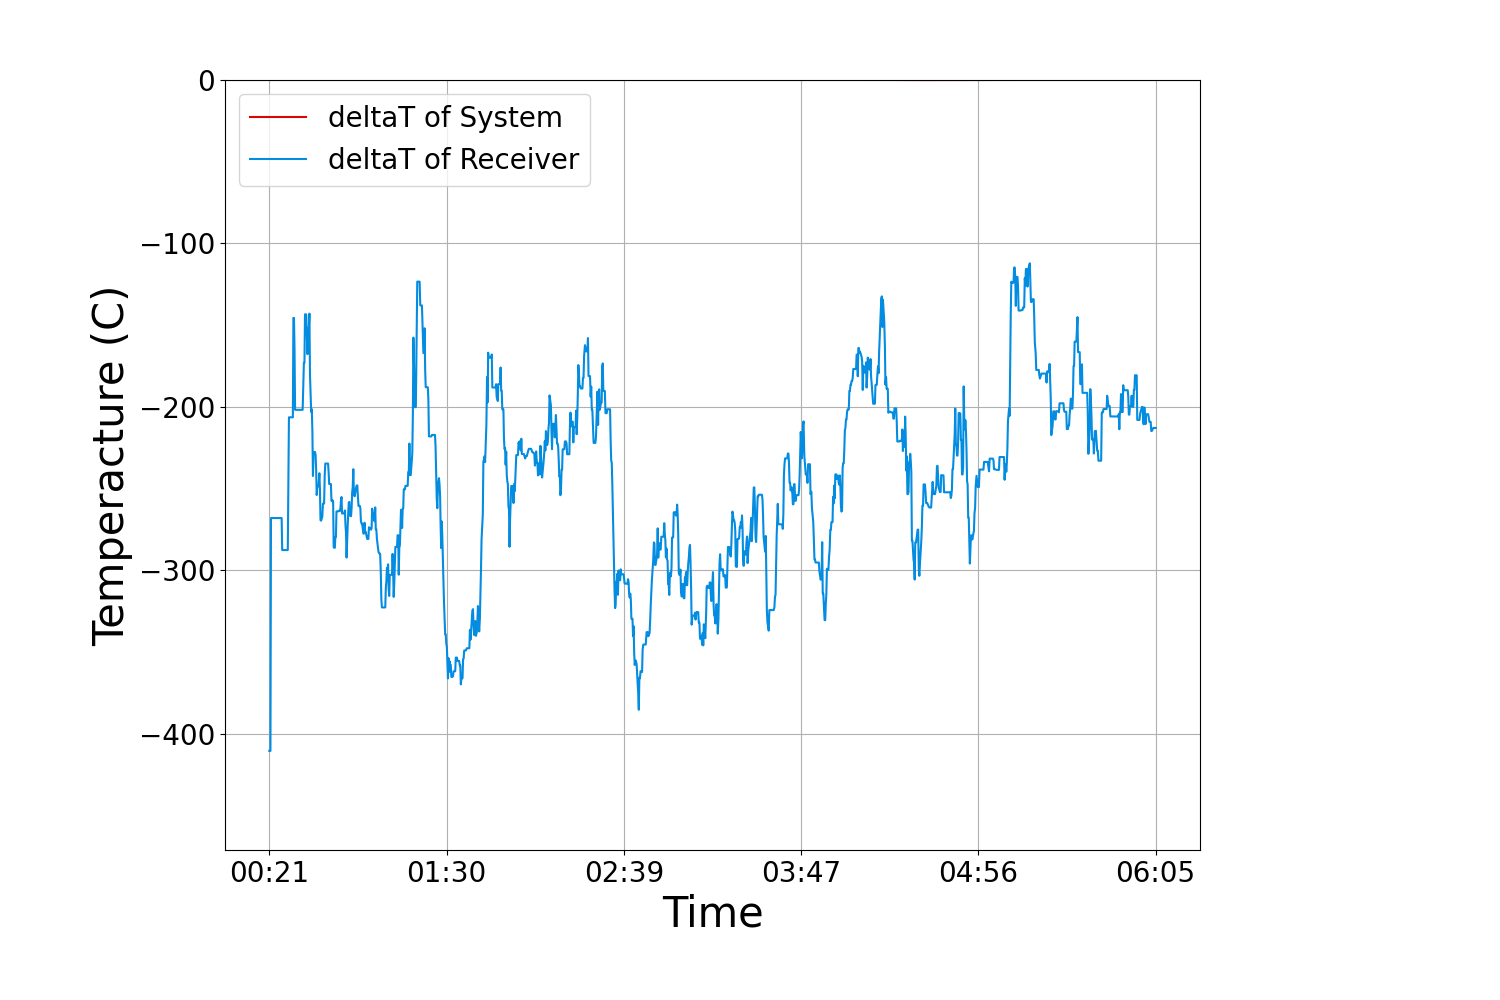 0
deltaT of System
deltaT of Receiver
−100
−200
−300
−400
Temperacture (C)
00:21 01:30 02:39 03:47 04:56 06:05
Time